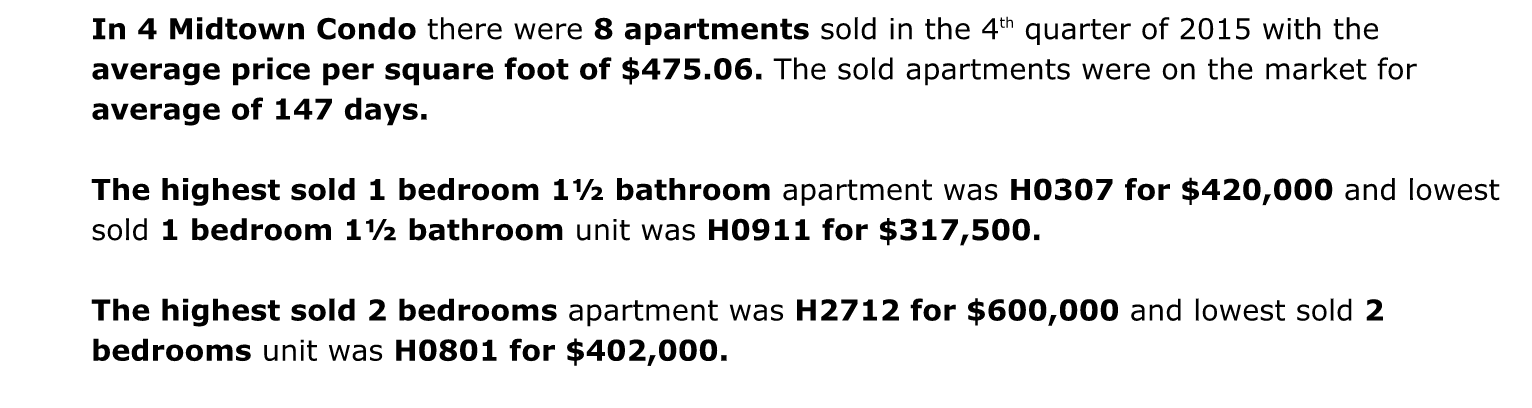 In 4 Midtown Condo there were 8 apartments sold in the 4th quarter of 2015 with the
average price per square foot of $475.06. The sold apartments were on the market for
average of 147 days.
The highest sold 1 bedroom 1½ bathroom apartment was H0307 for $420,000 and lowest
sold 1 bedroom 1½ bathroom unit was H0911 for $317,500.
The highest sold 2 bedrooms apartment was H2712 for $600,000 and lowest sold 2
bedrooms unit was H0801 for $402,000.